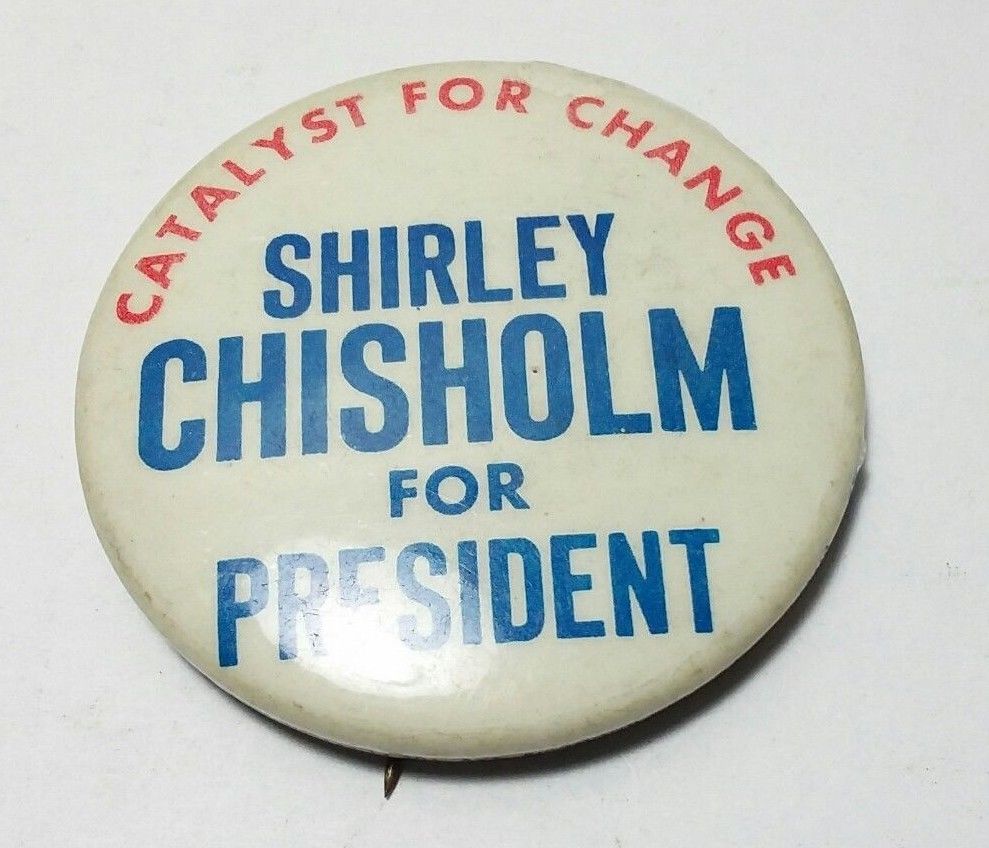 CATALYST FOR CHANGE
SHIRLEY
CHISHOLM
FOR
PRESIDENT